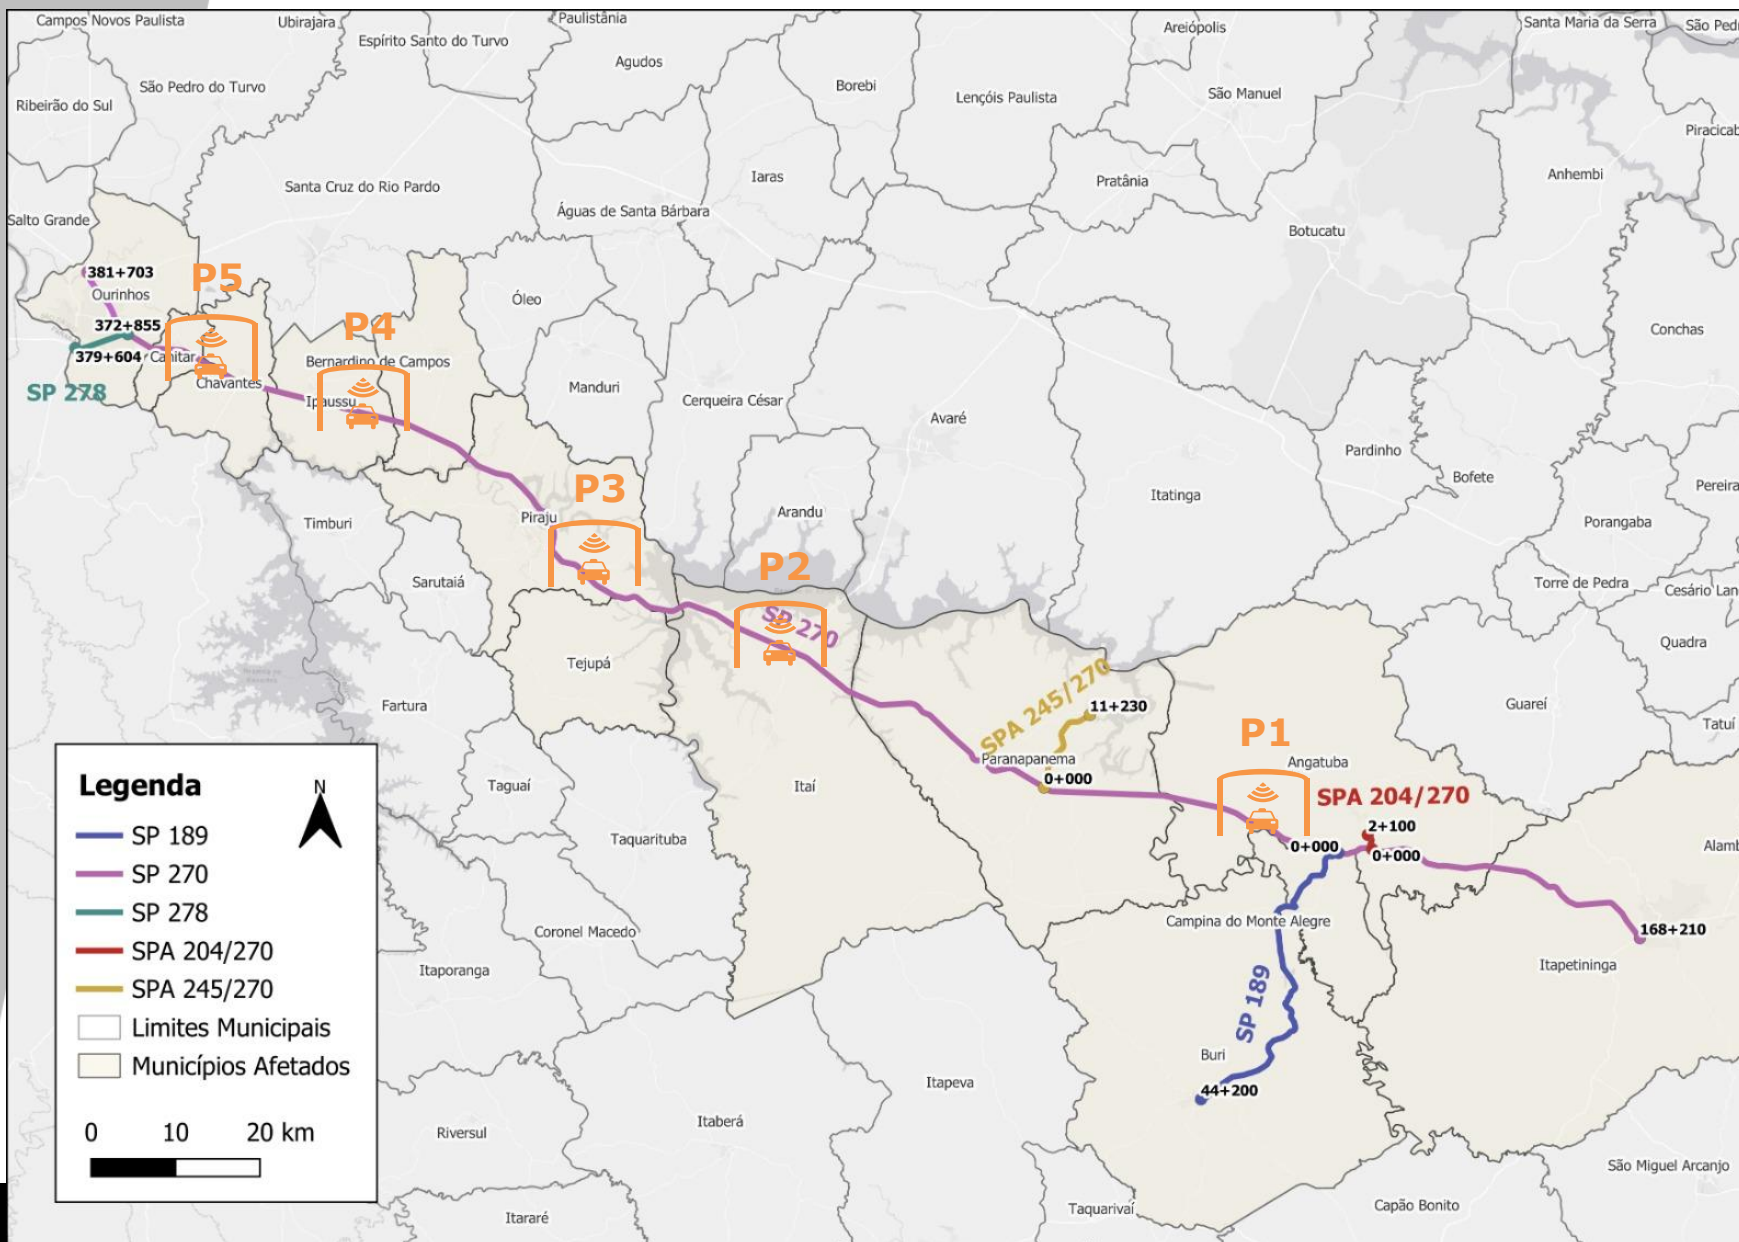 Campos Novos Paulista
Ubirajara
Paulistânia
Espírito Santo do Turvo
Areiópolis
Santa Maria da Serra
São Ped
Agudos
São Pedro do Turvo
Borebi
Lençóis Paulista
São Manuel
Ribeirão do Sul
Piracicab
Santa Cruz do Rio Pardo
Iaras
Pratânia
Anhembi
Salto Grande
Águas de Santa Bárbara
Botucatu
381+703
Ourinhos
P5
Óleo
372+855
P4
Conchas
379+604
Canitar
Bernardino de Campos
SP 278
Chavantes
Ipaussu
Manduri
Cerqueira César
Avaré
Pardinho
Bofete
P3
Pereira
Itatinga
Timburi
Piraju
Arandu
Porangaba
P2
Sarutaiá
Torre de Pedra
Cesário Lan
SP 270
Quadra
Tejupá
SPA 245/270
Fartura
11+230
Guareí
Tatuí
P1
Paranapanema
Angatuba
0+000
Taguaí
Itaí
SPA 204/270
2+100
Taquarituba
0+000
0+000
Alamb
Campina do Monte Alegre
Coronel Macedo
168+210
Itaporanga
Itapetininga
SP 189
Buri
Itapeva
44+200
Itaberá
Riversul
São Miguel Arcanjo
Taquarivaí
Capão Bonito
Itararé
Legenda
N
SP 189
SP 270
SP 278
SPA 204/270
SPA 245/270
Limites Municipais
Municípios Afetados
0 10 20 km